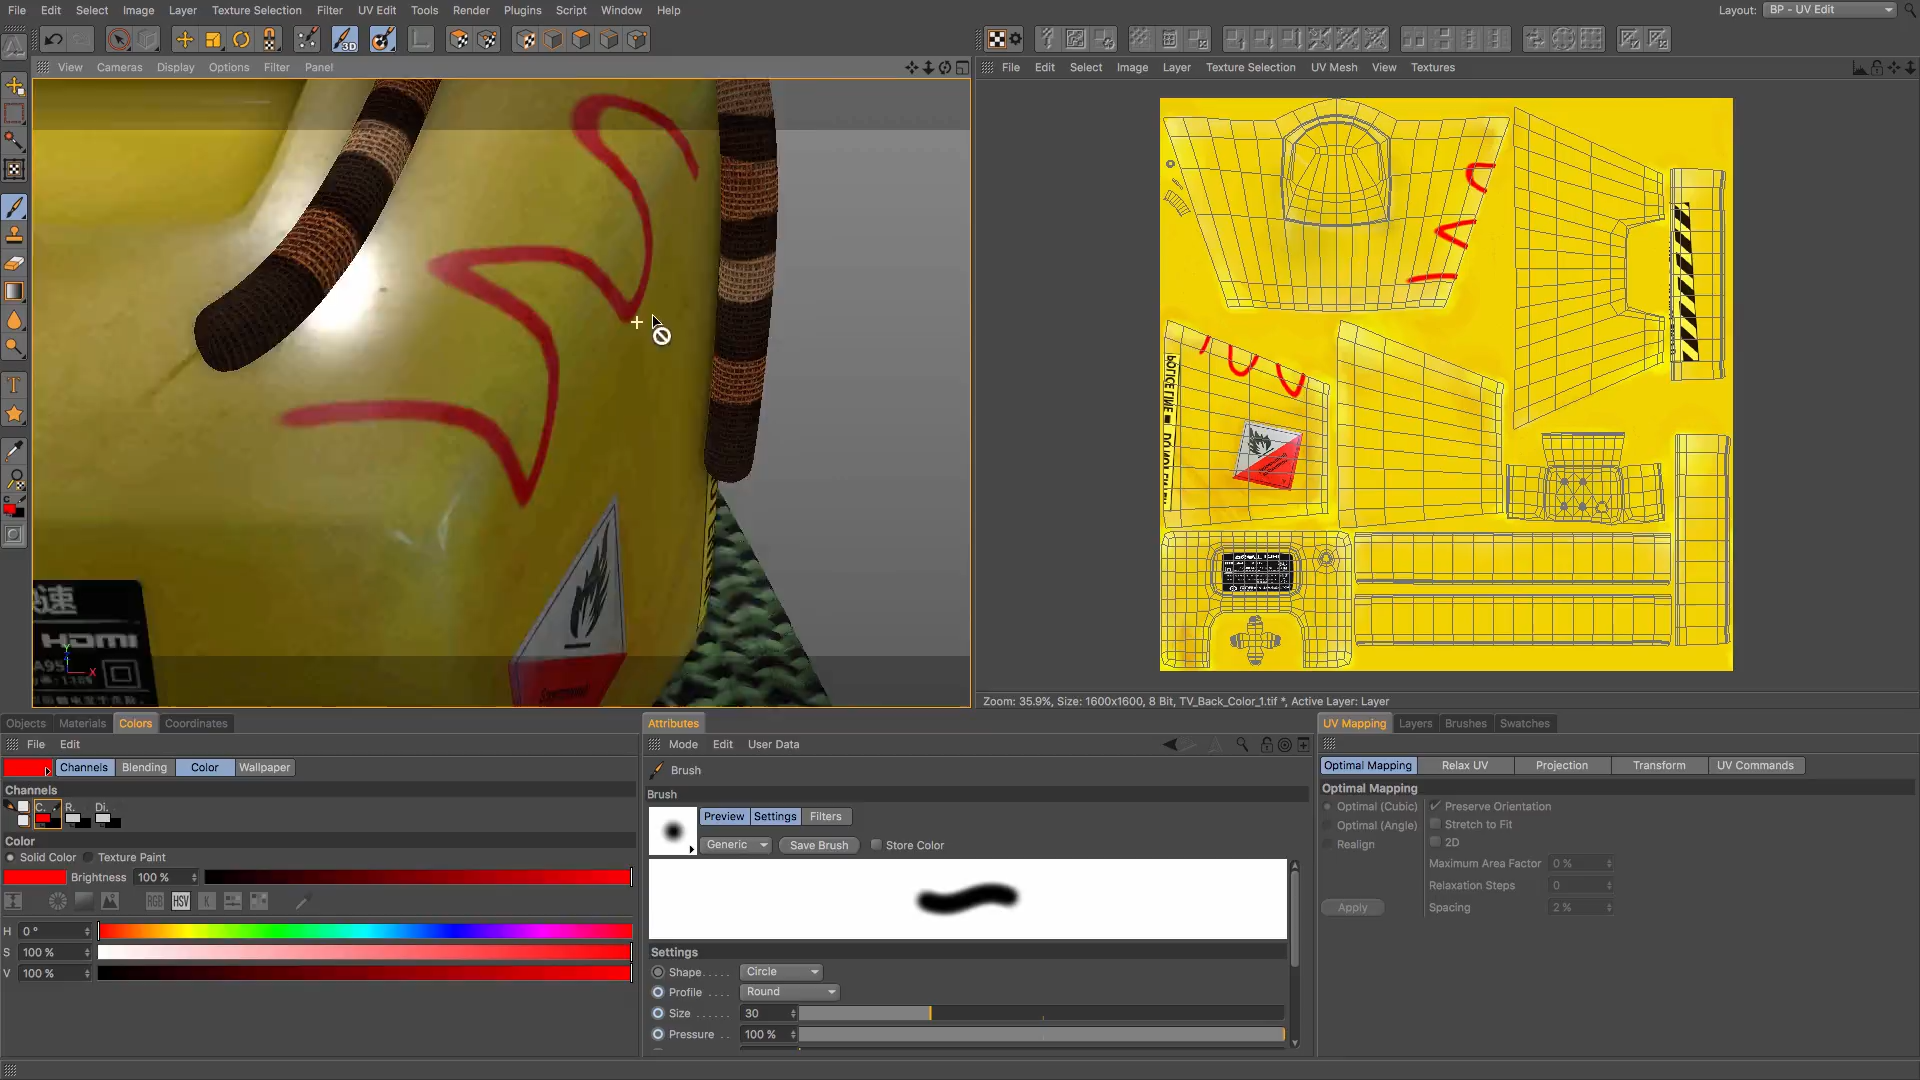 File Edit Select Image Layer Texture Selection Filter UV Edit Tools Render Plugins Script Window Help
Layout: BP - UV Edit
3D
View Cameras Display Options Filter Panel
File Edit Select Image Layer Texture Selection UV Mesh View Textures
POLICE LINE
速
HDMI
Y
X
Zoom: 35.9%, Size: 1600x1600, 8 Bit, TV_Back_Color_1.tif *, Active Layer: Layer
Objects Materials Colors Coordinates
Attributes
UV Mapping Layers Brushes Swatches
File Edit
Mode Edit User Data
Channels Blending Color Wallpaper
Brush
Optimal Mapping Relax UV Projection Transform UV Commands
Channels
Brush
Optimal Mapping
C. R. Di.
Preview Settings Filters
Optimal (Cubic) Preserve Orientation
Optimal (Angle) Stretch to Fit
Realign 2D
Color
Generic Save Brush Store Color
Solid Color Texture Paint
Maximum Area Factor 0 %
Brightness 100 %
Relaxation Steps 0
RGB HSV K
Apply Spacing 2 %
H 0 °
S 100 %
V 100 %
Settings
Shape Circle
Profile Round
Size 30
Pressure 100 %